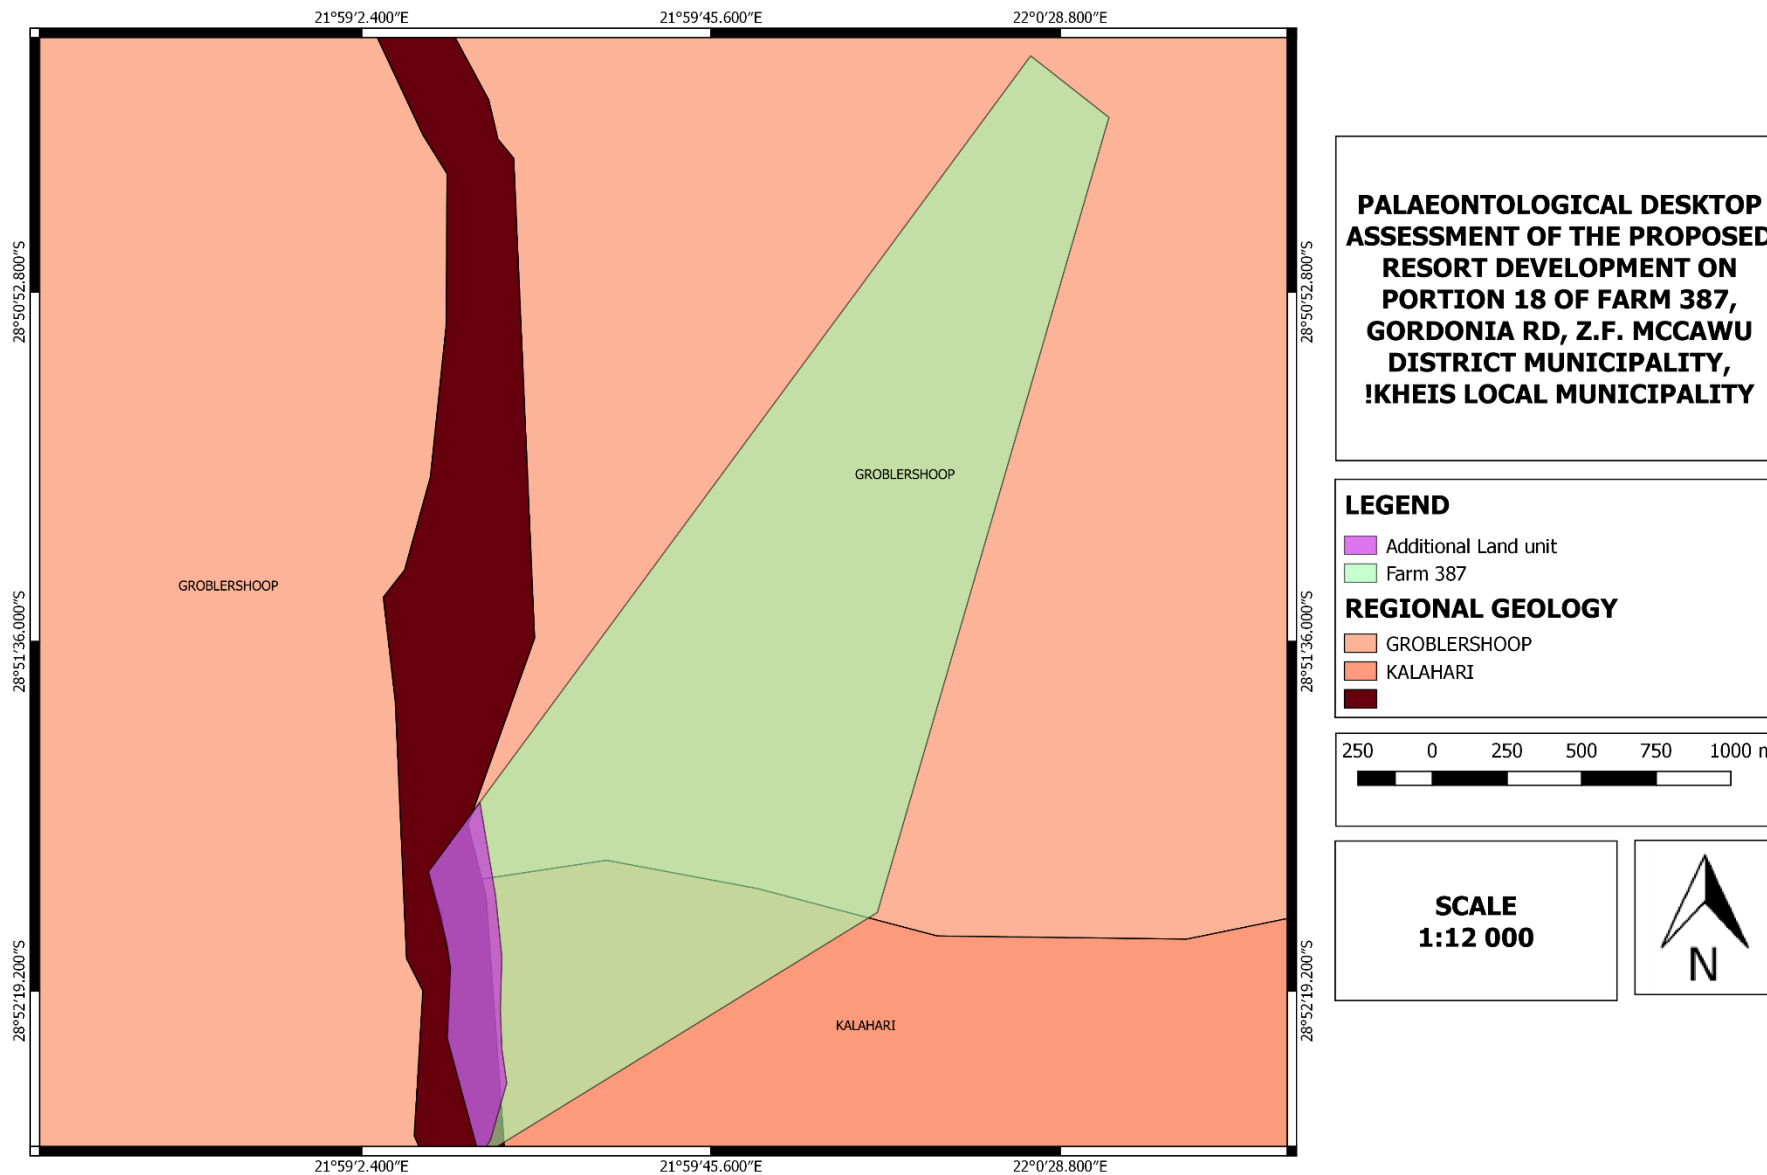 21°59'2.400"E
21°59'45.600"E
22°0'28.800"E
28°50'52.800"S
28°50'52.800"S
PALAEONTOLOGICAL DESKTOP
ASSESSMENT OF THE PROPOSED
RESORT DEVELOPMENT ON
PORTION 18 OF FARM 387,
GORDONIA RD, Z.F. MCCAWU
DISTRICT MUNICIPALITY,
!KHEIS LOCAL MUNICIPALITY
GROBLERSHOOP
GROBLERSHOOP
LEGEND
Additional Land unit
Farm 387
REGIONAL GEOLOGY
GROBLERSHOOP
KALAHARI
28°51'36.000"S
28°51'36.000"S
250 0 250 500 750 1000 m
SCALE
1:12 000
N
28°52'19.200"S
28°52'19.200"S
KALAHARI
21°59'2.400"E
21°59'45.600"E
22°0'28.800"E